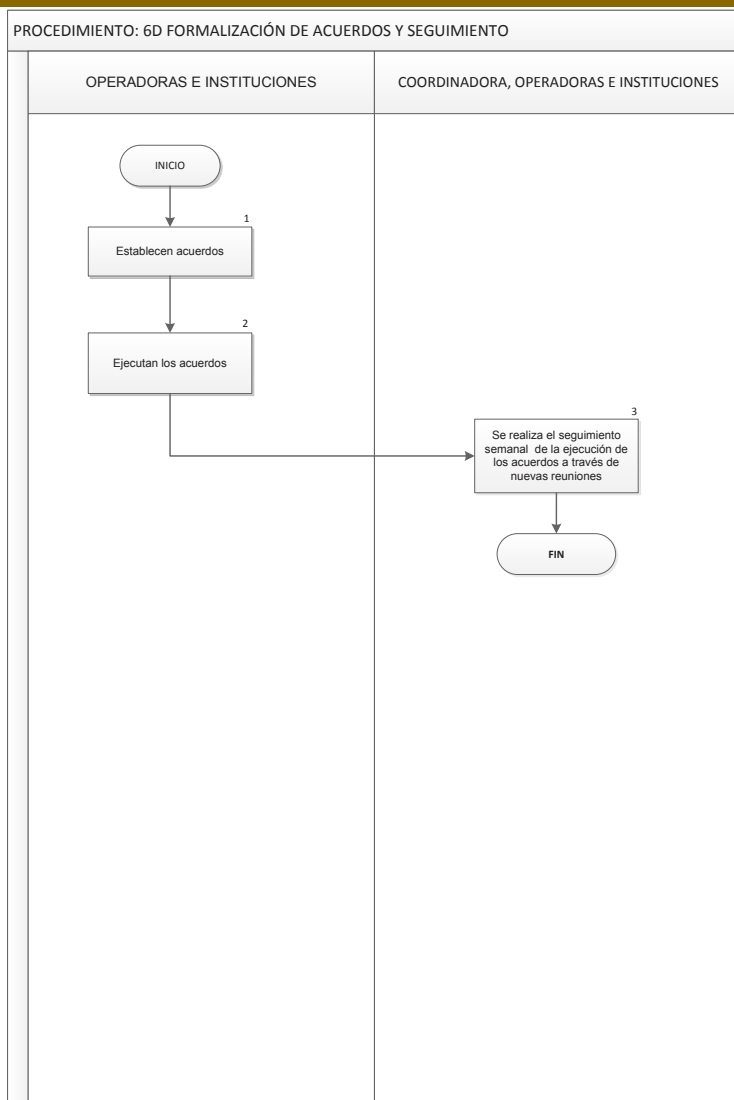 PROCEDIMIENTO: 6D FORMALIZACIÓN DE ACUERDOS Y SEGUIMIENTO
OPERADORAS E INSTITUCIONES
COORDINADORA, OPERADORAS E INSTITUCIONES
INICIO
1
Establecen acuerdos
2
Ejecutan los acuerdos
3
Se realiza el seguimiento
semanal de la ejecución de
los acuerdos a través de
nuevas reuniones
FIN